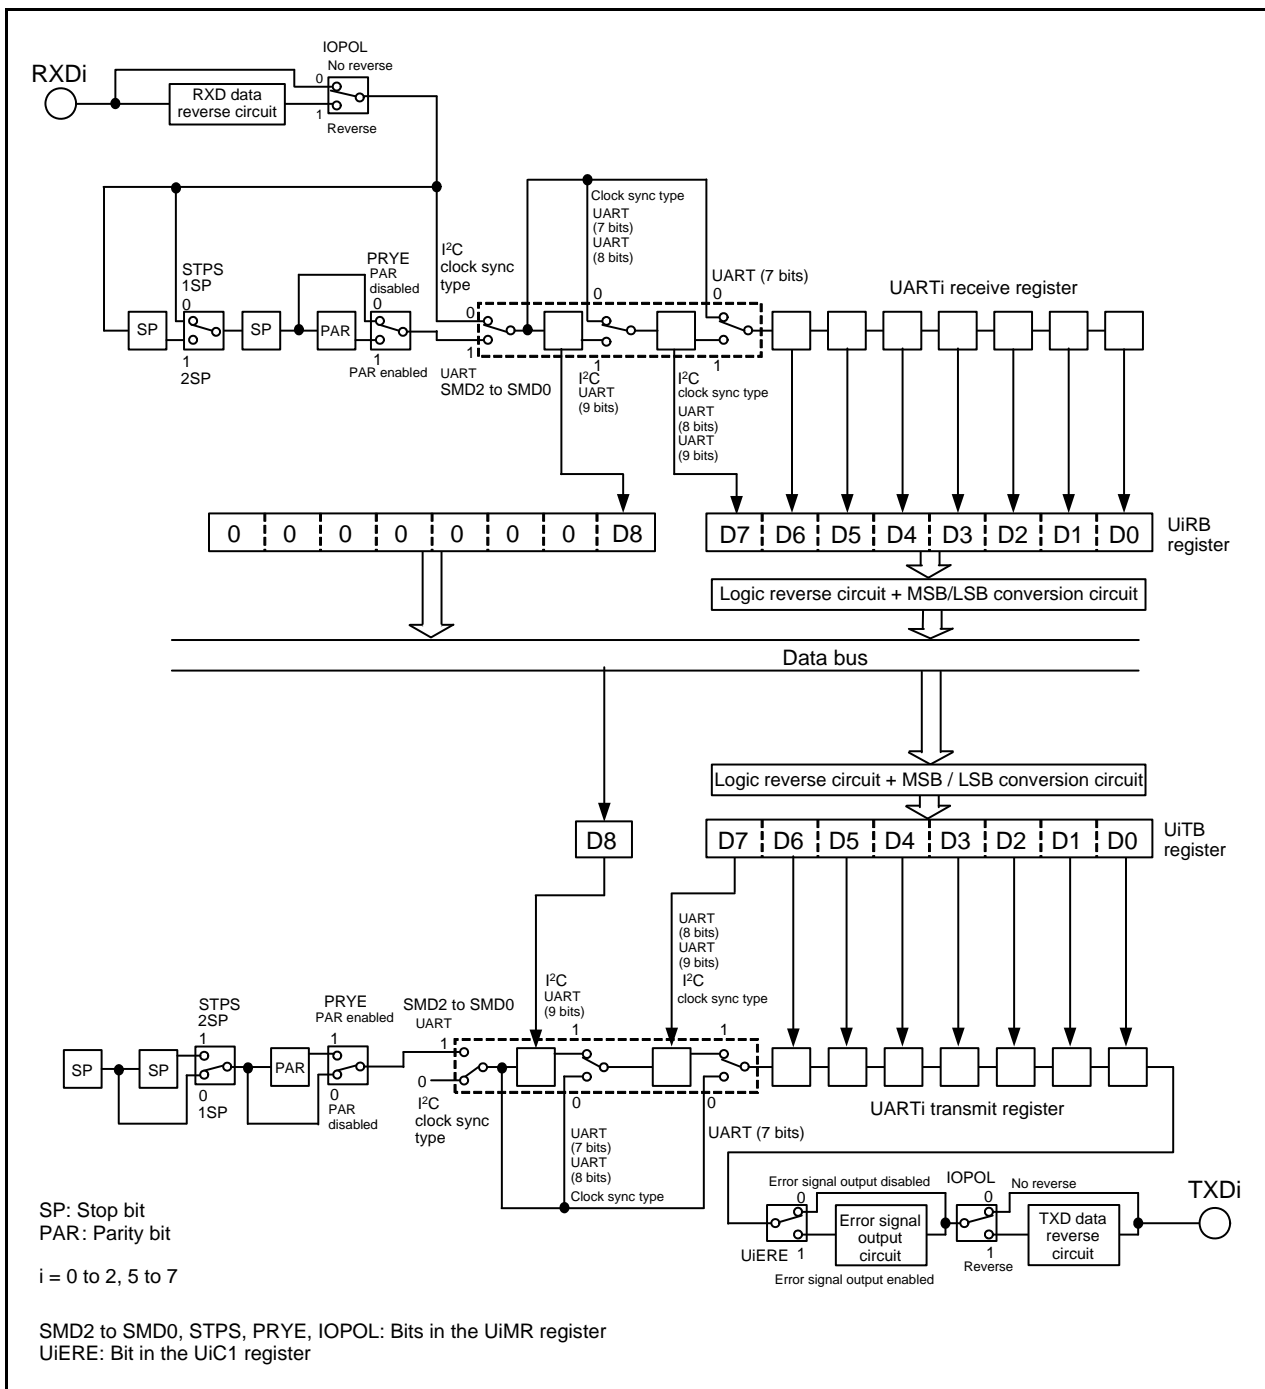 IOPOL
No reverse
RXDi
0
RXD data
reverse circuit
1
Reverse
Clock sync type
UART
(7 bits)
UART
(8 bits)
I²C
clock sync
type
PRYE
PAR
disabled
0
STPS
1SP
0
UART (7 bits)
UARTi receive register
0
0
0
SP
SP
PAR
1
2SP
1
PAR enabled
1
UART
SMD2 to SMD0
1
I²C
UART
(9 bits)
1
I²C
clock sync type
UART
(8 bits)
UART
(9 bits)
0 0 0 0 0 0 0 D8
D7 D6 D5 D4 D3 D2 D1 D0
UiRB
register
Logic reverse circuit + MSB/LSB conversion circuit
Data bus
Logic reverse circuit + MSB / LSB conversion circuit
D8
D7 D6 D5 D4 D3 D2 D1 D0
UiTB
register
UART
(8 bits)
UART
(9 bits)
I²C
clock sync type
I²C
UART
(9 bits)
SMD2 to SMD0
UART
1
STPS
2SP
1
PRYE
PAR enabled
1
1
1
SP
SP
PAR
0
1SP
0
PAR
disabled
0
I²C
clock sync
type
0
0
UART
(7 bits)
UART
(8 bits)
Clock sync type
UART (7 bits)
UARTi transmit register
Error signal output disabled
0
IOPOL
0
No reverse
TXDi
Error signal
output
circuit
TXD data
reverse
circuit
UiERE 1
Error signal output enabled
1
Reverse
SP: Stop bit
PAR: Parity bit
i = 0 to 2, 5 to 7
SMD2 to SMD0, STPS, PRYE, IOPOL: Bits in the UiMR register
UiERE: Bit in the UiC1 register